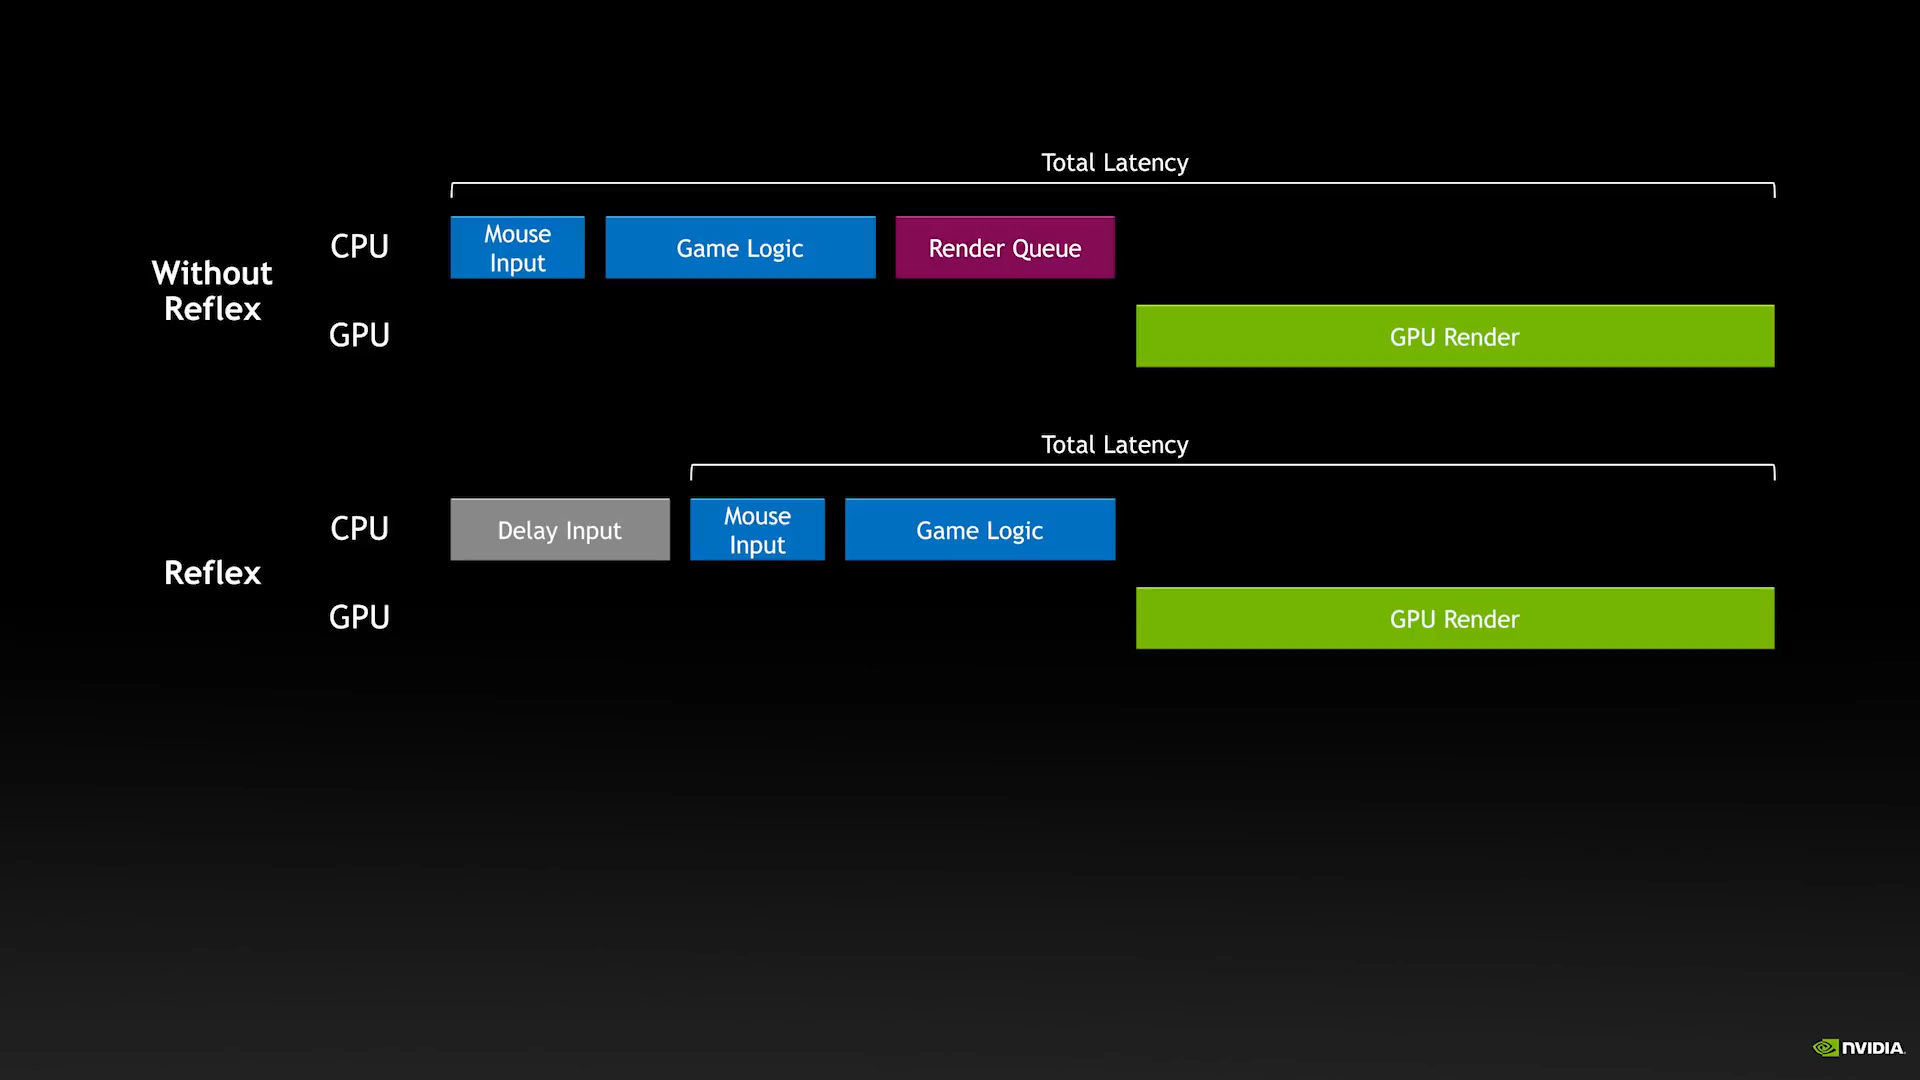 Total Latency
Without
Reflex
CPU
Mouse
Input
Game Logic
Render Queue
GPU
GPU Render
Total Latency
Reflex
CPU
Delay Input
Mouse
Input
Game Logic
GPU
GPU Render
NVIDIA.